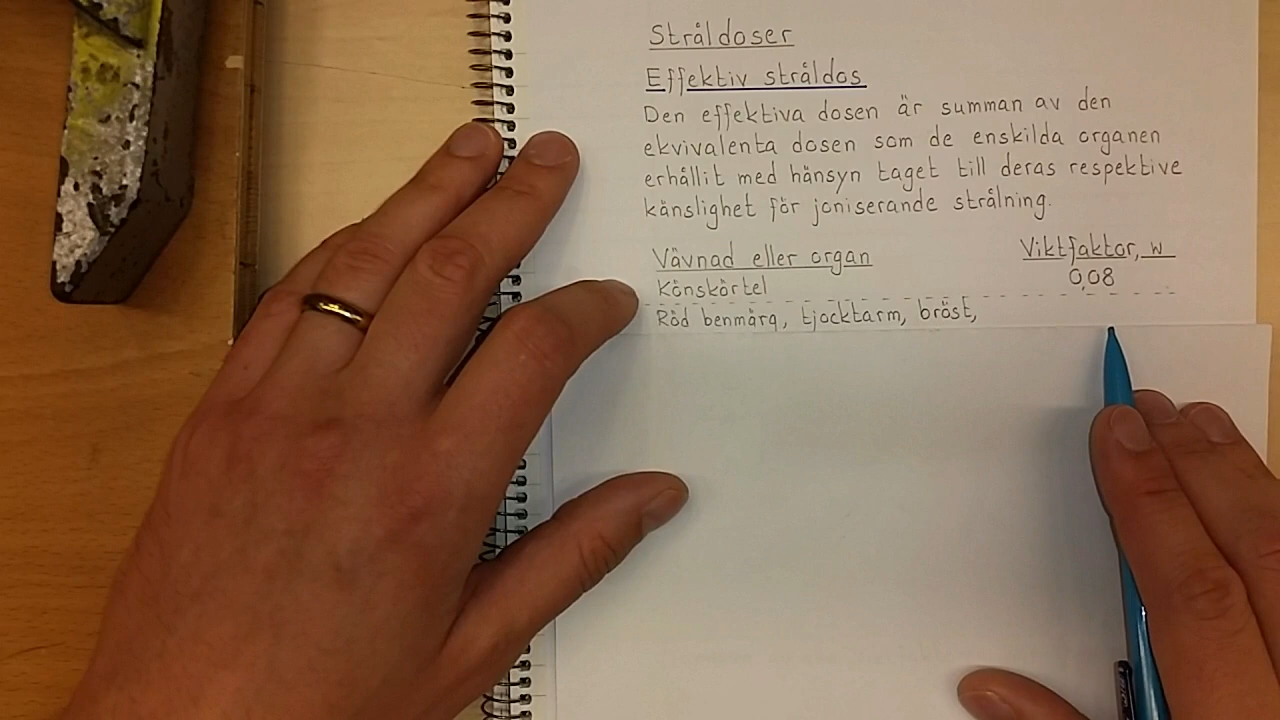 Stråldoser
Effektiv stråldos
Den effektiva dosen är summan av den
ekvivalenta dosen som de enskilda organen
erhållit med hänsyn taget till deras respektive
känslighet för joniserande strålning.
Vävnad eller organ Viktfaktor, w
Könskörtel 0,08
Röd benmärg, tjocktarm, bröst,